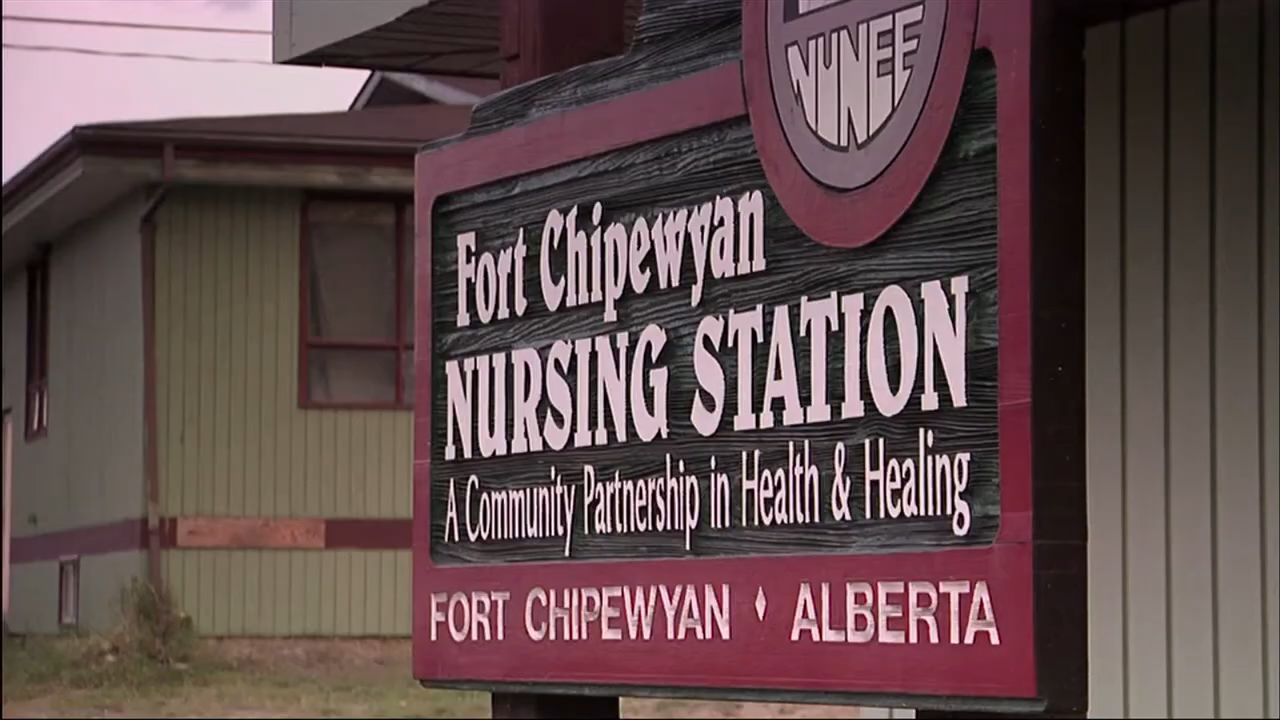 NUNEE
Fort Chipewyan
NURSING STATION
A Community Partnership in Health & Healing
FORT CHIPEWYAN ♦ ALBERTA